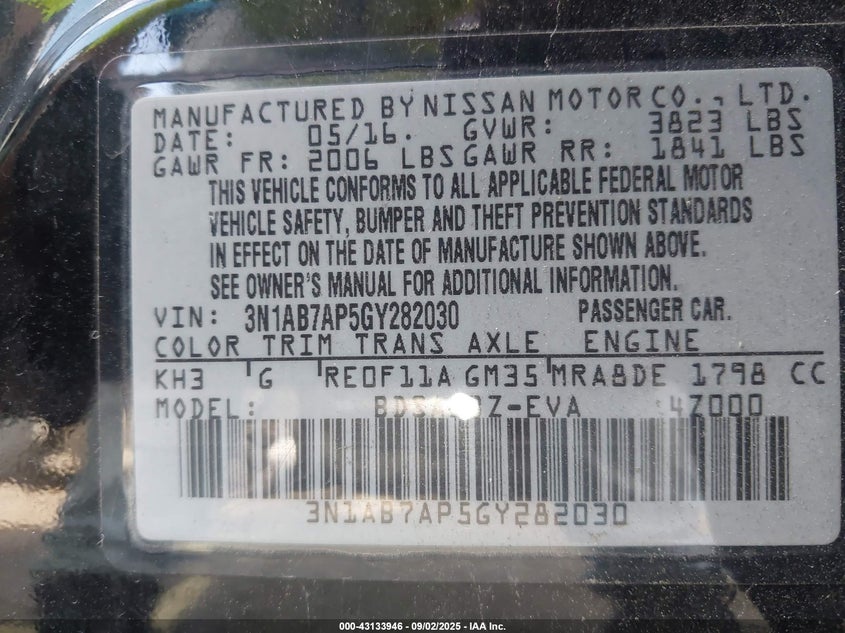 MANUFACTURED BY NISSAN MOTOR CO., LTD.
DATE: 05/16. GVWR: 3823 LBS
GAWR FR: 2006 LBS GAWR RR: 1841 LBS
THIS VEHICLE CONFORMS TO ALL APPLICABLE FEDERAL MOTOR
VEHICLE SAFETY, BUMPER AND THEFT PREVENTION STANDARDS
IN EFFECT ON THE DATE OF MANUFACTURE SHOWN ABOVE.
SEE OWNER'S MANUAL FOR ADDITIONAL INFORMATION.
VIN: 3N1AB7AP5GY282030 PASSENGER CAR.
COLOR TRIM TRANS AXLE ENGINE
KH3 G RE0F11A GM35 MRA8DE 1798 CC
MODEL: 4Z000
3N1AB7AP5GY282030
000-43133946 - 09/02/2025 - IAA Inc.